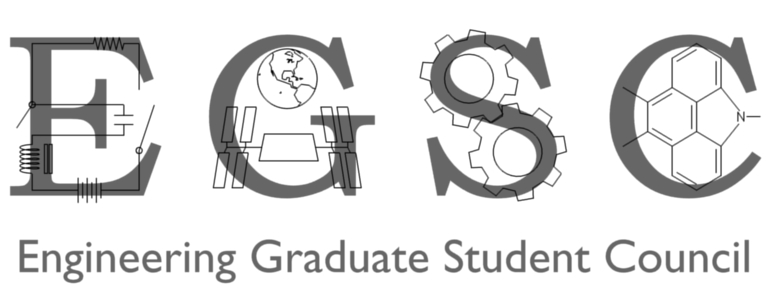 EGSC
N
Engineering Graduate Student Council